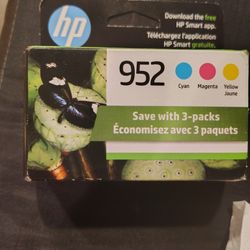 hp
Download the free
HP Smart app.
Téléchargez l'application
HP Smart gratuite.
952
Cyan
Magenta
Yellow
Jaune
Save with 3-packs
Économisez avec 3 paquets